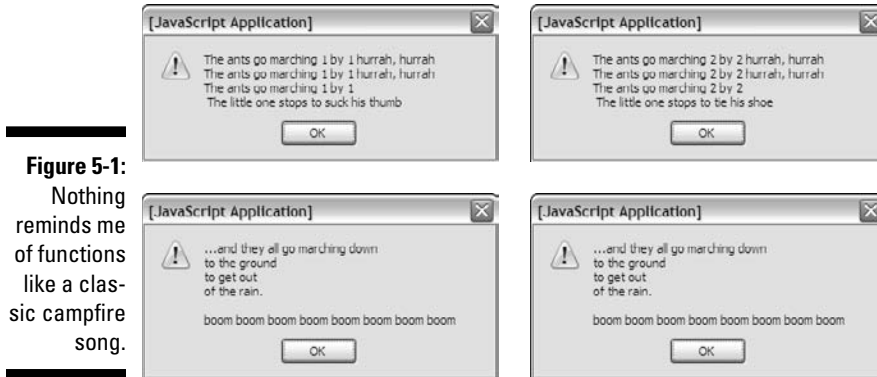 [JavaScript Application]
The ants go marching 1 by 1 hurrah, hurrah
The ants go marching 1 by 1 hurrah, hurrah
The ants go marching 1 by 1
The little one stops to suck his thumb
OK
[JavaScript Application]
The ants go marching 2 by 2 hurrah, hurrah
The ants go marching 2 by 2 hurrah, hurrah
The ants go marching 2 by 2
The little one stops to tie his shoe
OK
Figure 5-1:
Nothing
reminds me
of functions
like a clas-
sic campfire
song.
[JavaScript Application]
...and they all go marching down
to the ground
to get out
of the rain.
boom boom boom boom boom boom boom boom
OK
[JavaScript Application]
...and they all go marching down
to the ground
to get out
of the rain.
boom boom boom boom boom boom boom boom
OK